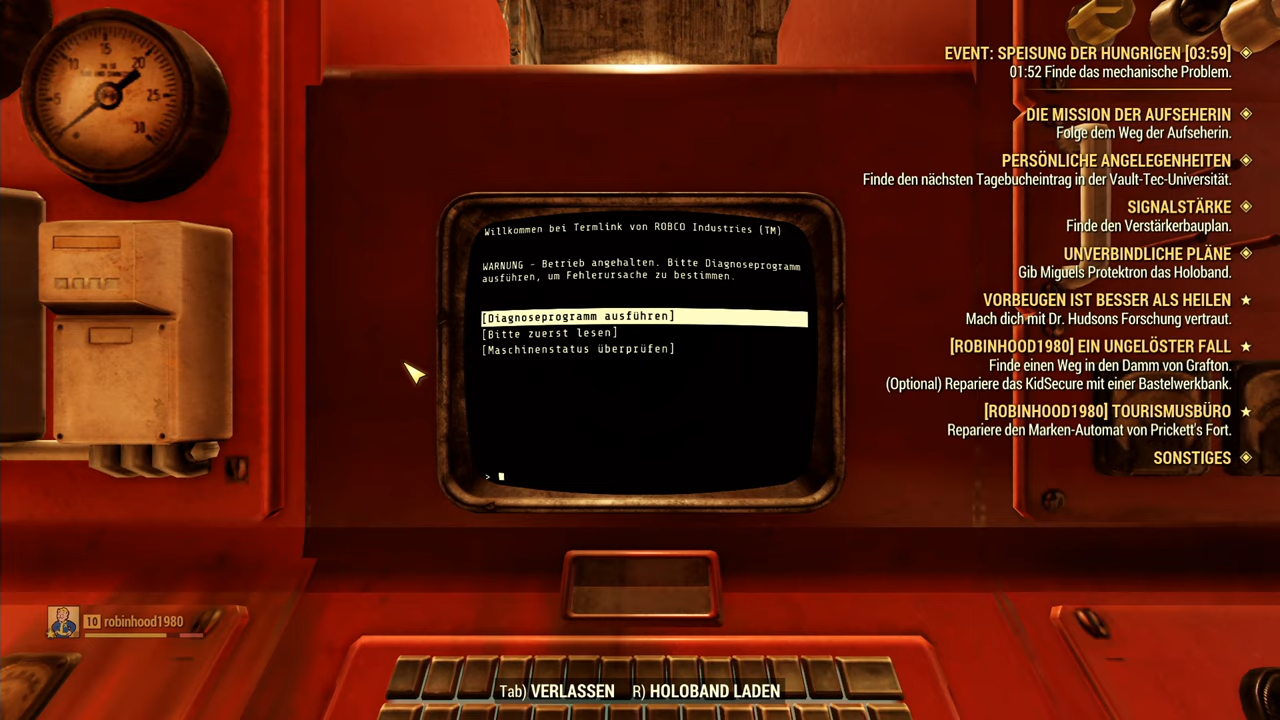 EVENT: SPEISUNG DER HUNGRIGEN [03:59]
01:52 Finde das mechanische Problem.
DIE MISSION DER AUFSEHERIN
Folge dem Weg der Aufseherin.
PERSÖNLICHE ANGELEGENHEITEN
Finde den nächsten Tagebucheintrag in der Vault-Tec-Universität.
SIGNALSTÄRKE
Finde den Verstärkerbauplan.
UNVERBINDLICHE PLÄNE
Gib Miguels Protektron das Holoband.
VORBEUGEN IST BESSER ALS HEILEN
Mach dich mit Dr. Hudsons Forschung vertraut.
[ROBINHOOD1980] EIN UNGELÖSTER FALL
Finde einen Weg in den Damm von Grafton.
(Optional) Repariere das KidSecure mit einer Bastelwerkbank.
[ROBINHOOD1980] TOURISMUSBÜRO
Repariere den Marken-Automat von Prickett's Fort.
SONSTIGES
Willkommen bei Termlink von ROBCO Industries (TM)
WARNUNG - Betrieb angehalten. Bitte Diagnoseprogramm
ausführen, um Fehlerursache zu bestimmen.
[Diagnoseprogramm ausführen]
[Bitte zuerst lesen]
[Maschinenstatus überprüfen]
>
5
10
15
20
25
30
10 robinhood1980
Tab) VERLASSEN R) HOLOBAND LADEN